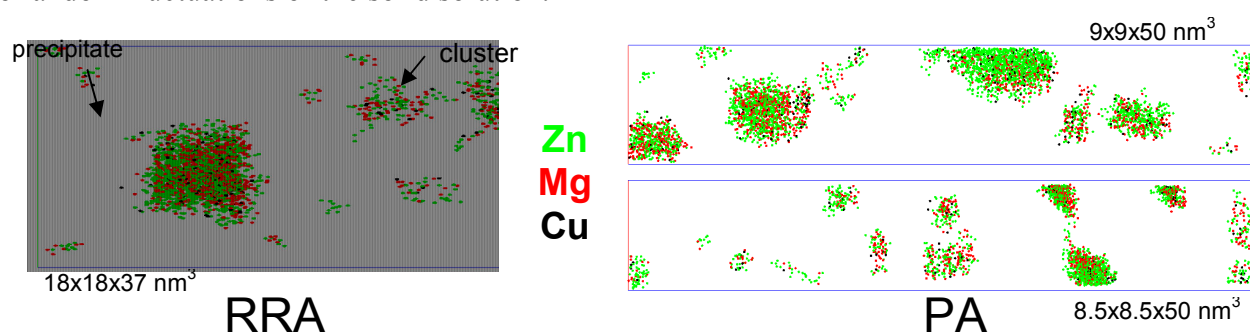 precipitate
cluster
18x18x37 nm³
RRA
Zn
Mg
Cu
9x9x50 nm³
8.5x8.5x50 nm³
PA